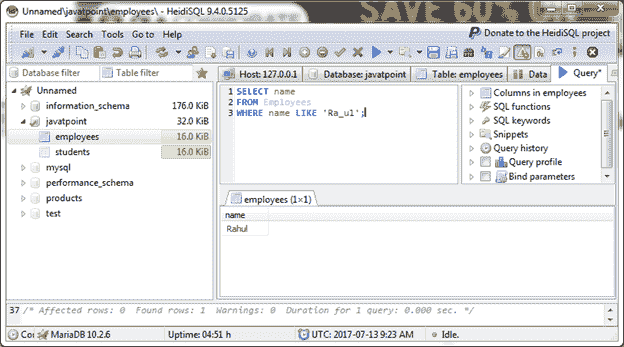 SAVE 60%
Unnamed\javatpoint\employees\ - HeidiSQL 9.4.0.5125
File Edit Search Tools Go to Help
Donate to the HeidiSQL project
Database filter
Table filter
Host: 127.0.0.1
Database: javatpoint
Table: employees
Data
Query*
Unnamed
information_schema 176.0 KiB
javatpoint 32.0 KiB
employees 16.0 KiB
students 16.0 KiB
mysql
performance_schema
products
test
1 SELECT name
2 FROM Employees
3 WHERE name LIKE 'Ra_ul';
Columns in employees
SQL functions
SQL keywords
Snippets
Query history
Query profile
Bind parameters
employees (1×1)
name
Rahul
37 /* Affected rows: 0 Found rows: 1 Warnings: 0 Duration for 1 query: 0.000 sec. */
MariaDB 10.2.6
Uptime: 04:51 h
UTC: 2017-07-13 9:23 AM
Idle.